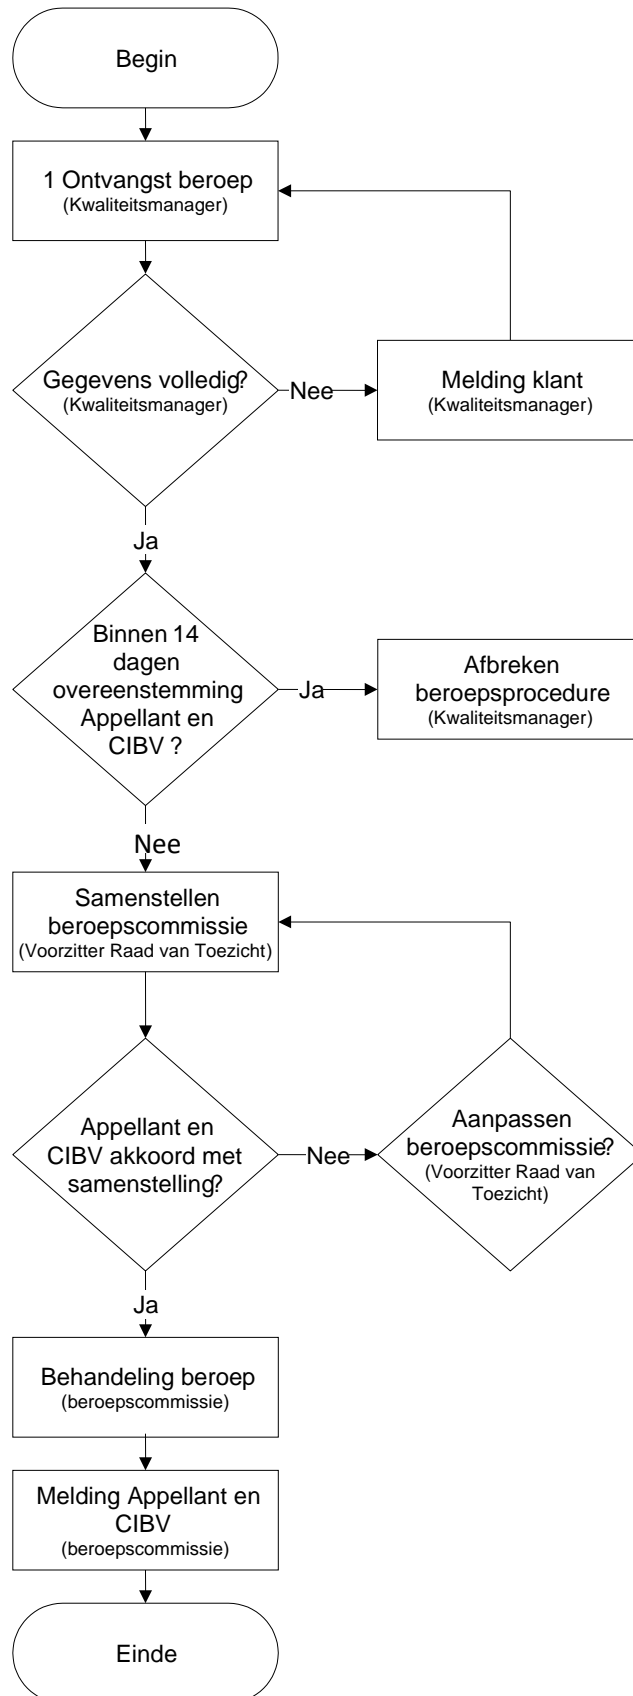 Begin
1 Ontvangst beroep
(Kwaliteitsmanager)
Gegevens volledig?
(Kwaliteitsmanager)
Nee
Melding klant
(Kwaliteitsmanager)
Ja
Binnen 14
dagen
overeenstemming
Appellant en
CIBV ?
Ja
Afbreken
beroepsprocedure
(Kwaliteitsmanager)
Nee
Samenstellen
beroepscommissie
(Voorzitter Raad van Toezicht)
Appellant en
CIBV akkoord met
samenstelling?
Nee
Aanpassen
beroepscommissie?
(Voorzitter Raad van
Toezicht)
Ja
Behandeling beroep
(beroepscommissie)
Melding Appellant en
CIBV
(beroepscommissie)
Einde